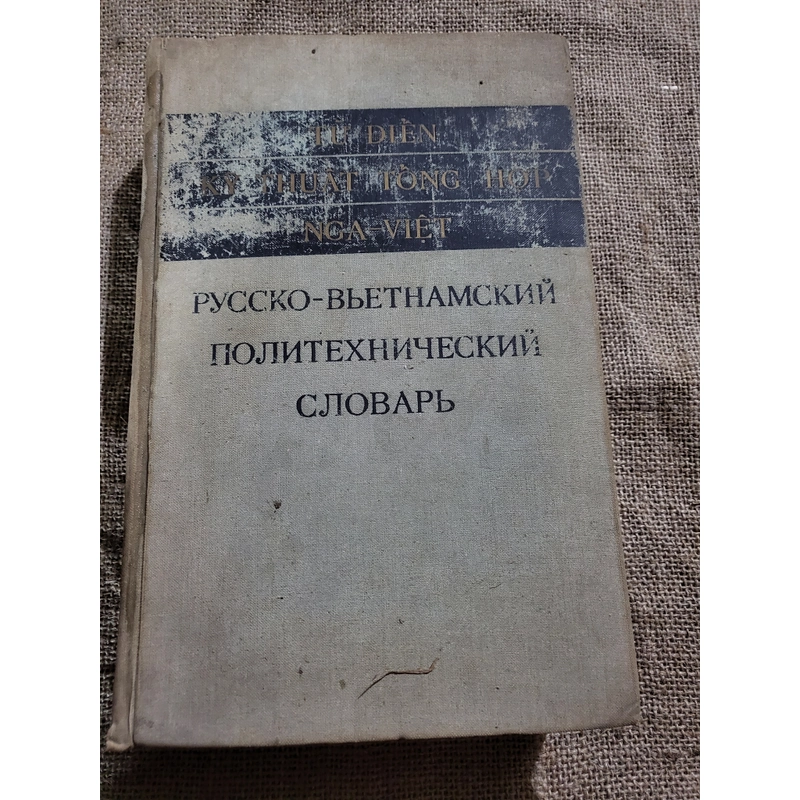 TỪ ĐIỂN
KỸ THUẬT TỔNG HỢP
NGA-VIỆT
РУССКО-ВЬЕТНАМСКИЙ
ПОЛИТЕХНИЧЕСКИЙ
СЛОВАРЬ